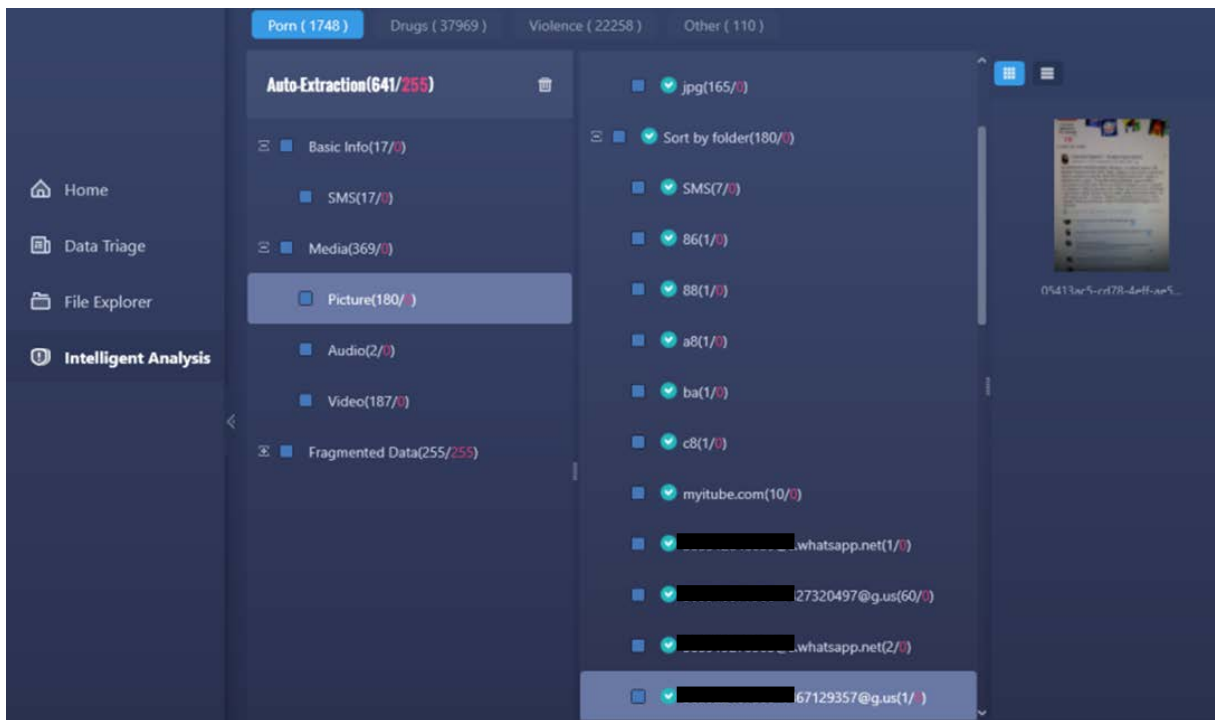 Porn ( 1748 )
Drugs ( 37969 )
Violence ( 22258 )
Other ( 110 )
Home
Data Triage
File Explorer
Intelligent Analysis
Auto-Extraction(641/255)
Basic Info(17/0)
SMS(17/0)
Media(369/0)
Picture(180/0)
Audio(2/0)
Video(187/0)
Fragmented Data(255/255)
jpg(165/0)
Sort by folder(180/0)
SMS(7/0)
86(1/0)
88(1/0)
a8(1/0)
ba(1/0)
c8(1/0)
myitube.com(10/0)
.whatsapp.net(1/0)
27320497@g.us(60/0)
.whatsapp.net(2/0)
67129357@g.us(1/0)
05413ac5-cd78-4eff-ae5...